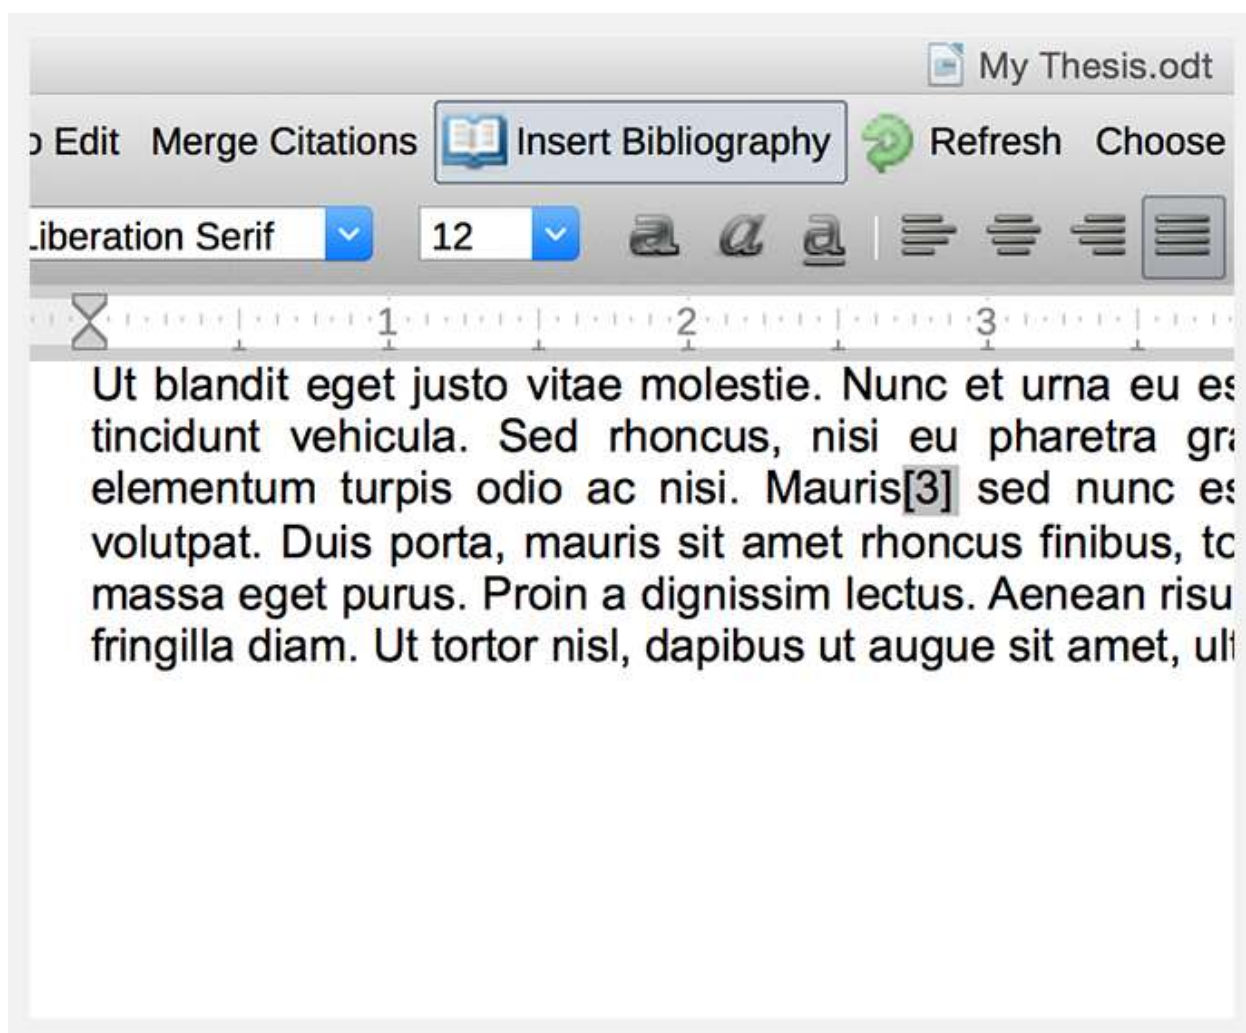 My Thesis.odt
Edit Merge Citations Insert Bibliography Refresh Choose
Liberation Serif 12 a a a
1 2 3
Ut blandit eget justo vitae molestie. Nunc et urna eu
tincidunt vehicula. Sed rhoncus, nisi eu pharetra
elementum turpis odio ac nisi. Mauris[3] sed nunc
volutpat. Duis porta, mauris sit amet rhoncus finibus,
massa eget purus. Proin a dignissim lectus. Aenean
fringilla diam. Ut tortor nisl, dapibus ut augue sit amet,